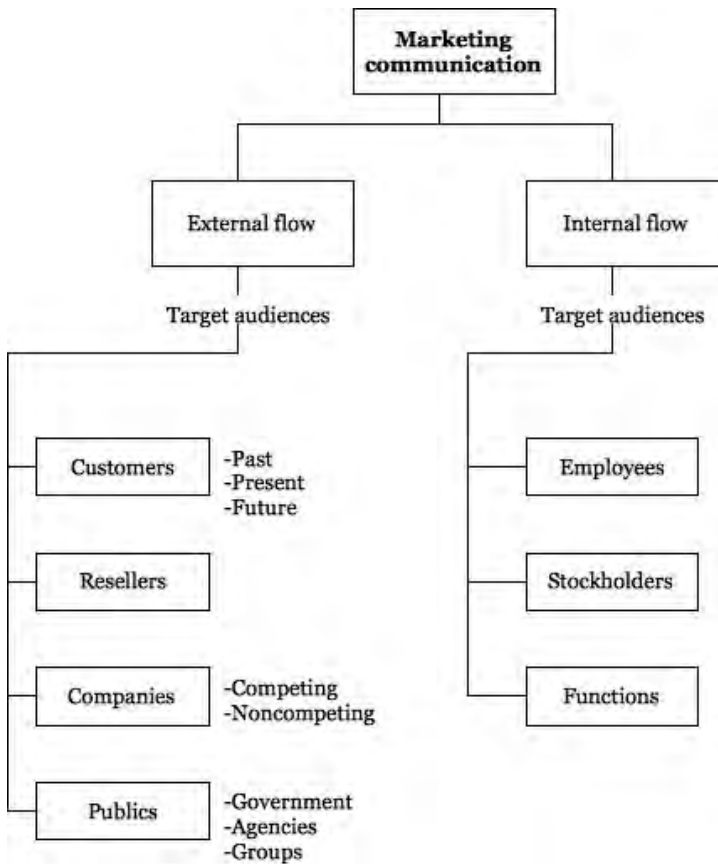 Marketing
communication
External flow
Internal flow
Target audiences
Target audiences
Customers
-Past
-Present
-Future
Resellers
Companies
-Competing
-Noncompeting
Publics
-Government
-Agencies
-Groups
Employees
Stockholders
Functions